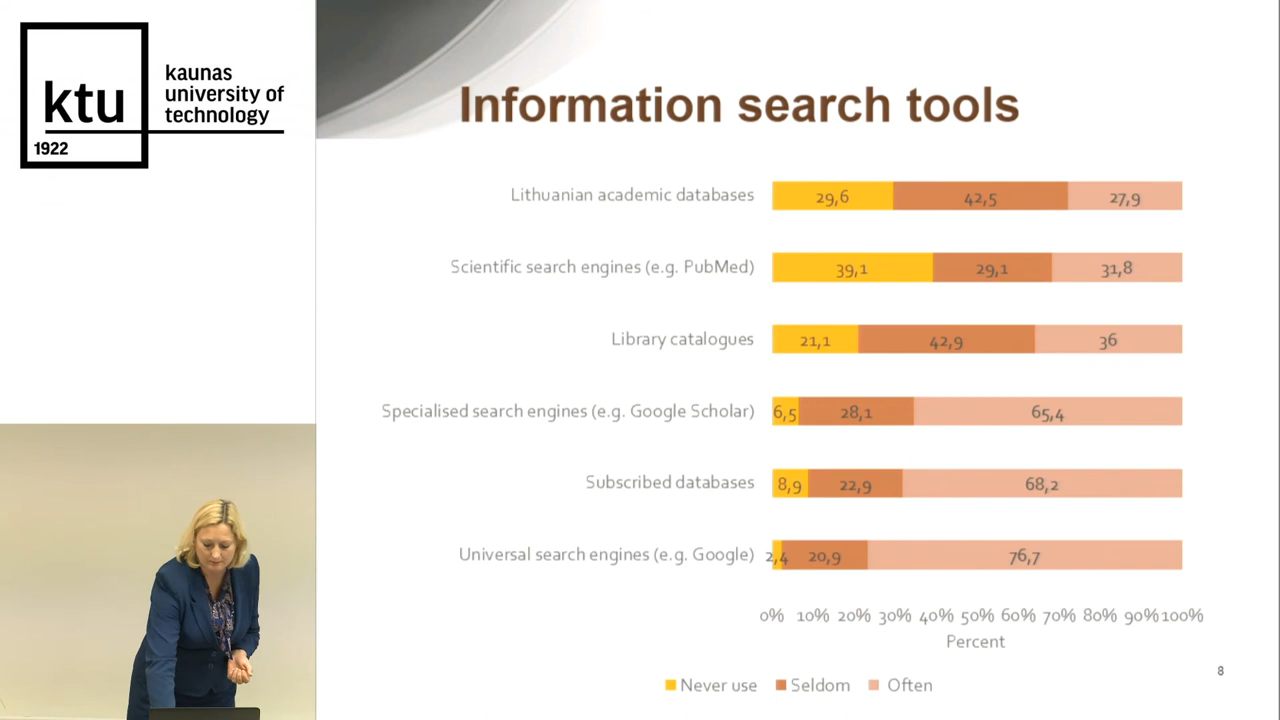 ktu
1922
kaunas
university of
technology
Information search tools
Lithuanian academic databases 29,6 42,5 27,9
Scientific search engines (e.g. PubMed) 39,1 29,1 31,8
Library catalogues 21,1 42,9 36
Specialised search engines (e.g. Google Scholar) 6,5 28,1 65,4
Subscribed databases 8,9 22,9 68,2
Universal search engines (e.g. Google) 2,4 20,9 76,7
0% 10% 20% 30% 40% 50% 60% 70% 80% 90% 100%
Percent
8
Never use Seldom Often